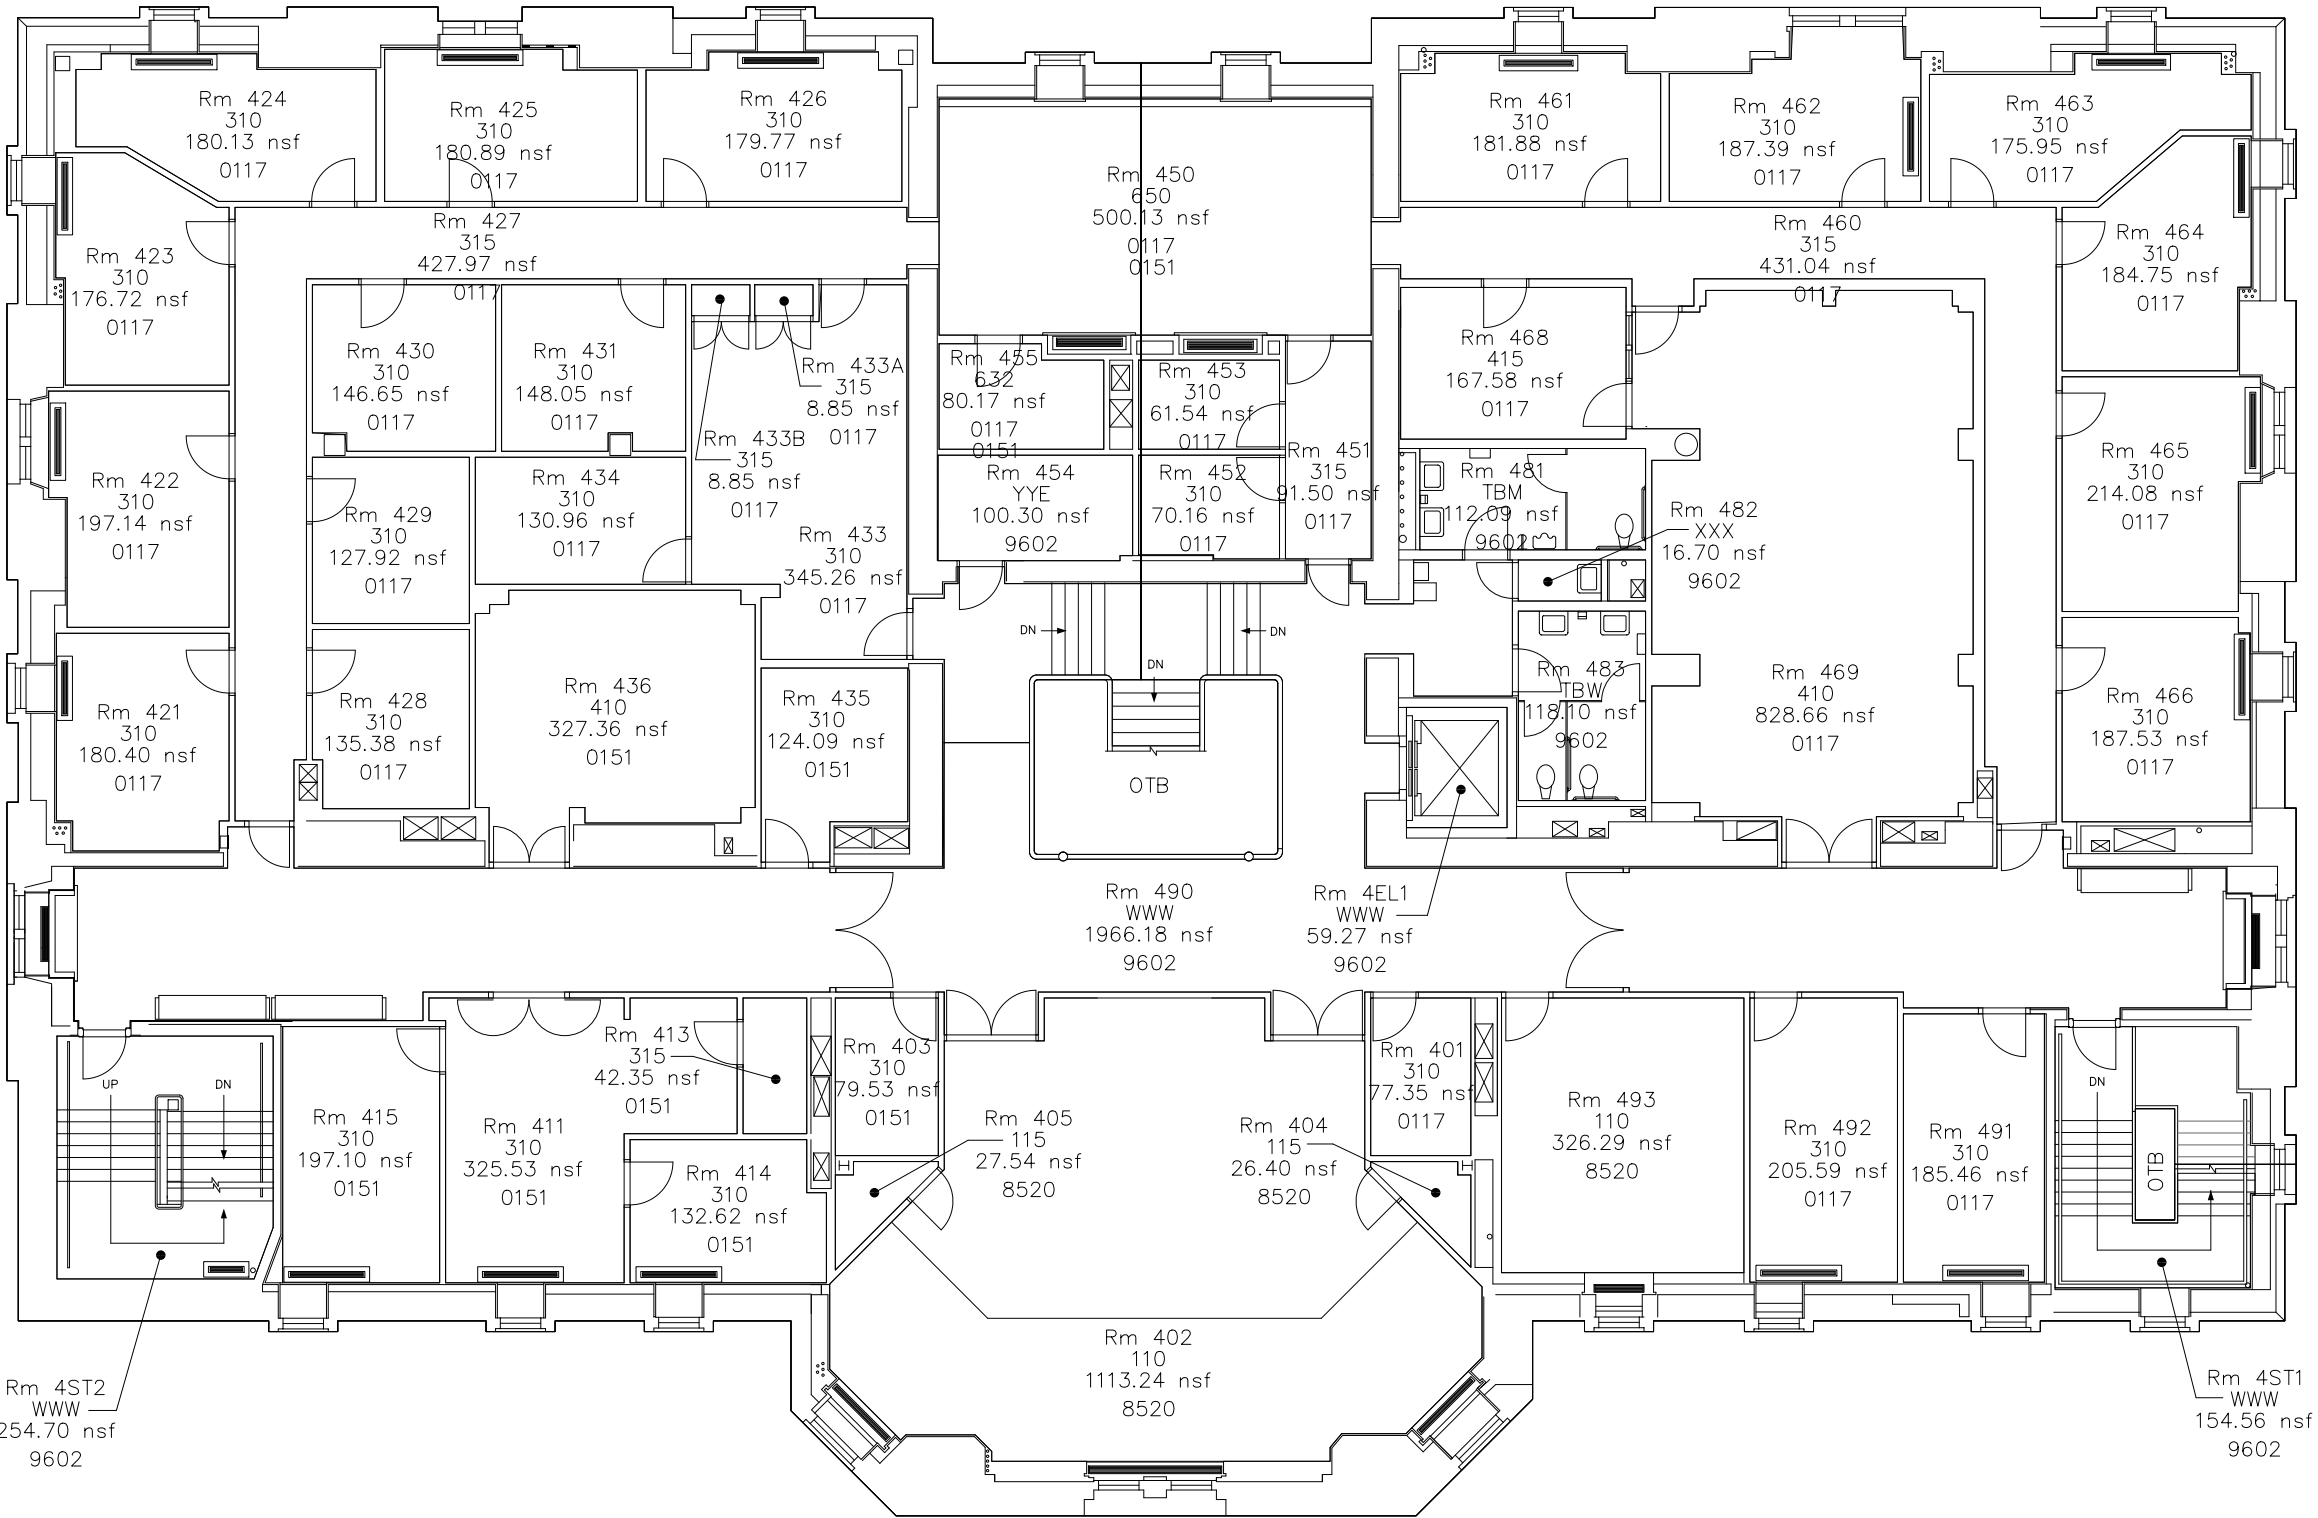 Rm 424
310
180.13 nsf
0117
Rm 425
310
180.89 nsf
0117
Rm 426
310
179.77 nsf
0117
Rm 450
650
500.13 nsf
0117
0151
Rm 461
310
181.88 nsf
0117
Rm 462
310
187.39 nsf
0117
Rm 463
310
175.95 nsf
0117
Rm 423
310
176.72 nsf
0117
Rm 427
315
427.97 nsf
0117
Rm 460
315
431.04 nsf
0117
Rm 464
310
184.75 nsf
0117
Rm 430
310
146.65 nsf
0117
Rm 431
310
148.05 nsf
0117
Rm 433A
315
8.85 nsf
0117
Rm 433B
315
8.85 nsf
0117
Rm 455
632
80.17 nsf
0117
0151
Rm 453
310
61.54 nsf
0117
Rm 468
415
167.58 nsf
0117
Rm 422
310
197.14 nsf
0117
Rm 429
310
127.92 nsf
0117
Rm 434
310
130.96 nsf
0117
Rm 433
310
345.26 nsf
0117
Rm 454
YYE
100.30 nsf
9602
Rm 452
310
70.16 nsf
0117
Rm 451
315
91.50 nsf
0117
Rm 481
TBM
112.09 nsf
9602
Rm 482
XXX
16.70 nsf
9602
Rm 465
310
214.08 nsf
0117
DN
DN
DN
Rm 421
310
180.40 nsf
0117
Rm 428
310
135.38 nsf
0117
Rm 436
410
327.36 nsf
0151
Rm 435
310
124.09 nsf
0151
OTB
Rm 483
TBW
118.10 nsf
9602
Rm 469
410
828.66 nsf
0117
Rm 466
310
187.53 nsf
0117
Rm 490
WWW
1966.18 nsf
9602
Rm 4EL1
WWW
59.27 nsf
9602
UP
DN
Rm 415
310
197.10 nsf
0151
Rm 411
310
325.53 nsf
0151
Rm 413
315
42.35 nsf
0151
Rm 414
310
132.62 nsf
0151
Rm 403
310
79.53 nsf
0151
Rm 405
115
27.54 nsf
8520
Rm 404
115
26.40 nsf
8520
Rm 401
310
77.35 nsf
0117
Rm 493
110
326.29 nsf
8520
Rm 492
310
205.59 nsf
0117
Rm 491
310
185.46 nsf
0117
DN
OTB
Rm 402
110
1113.24 nsf
8520
Rm 4ST2
WWW
254.70 nsf
9602
Rm 4ST1
WWW
154.56 nsf
9602